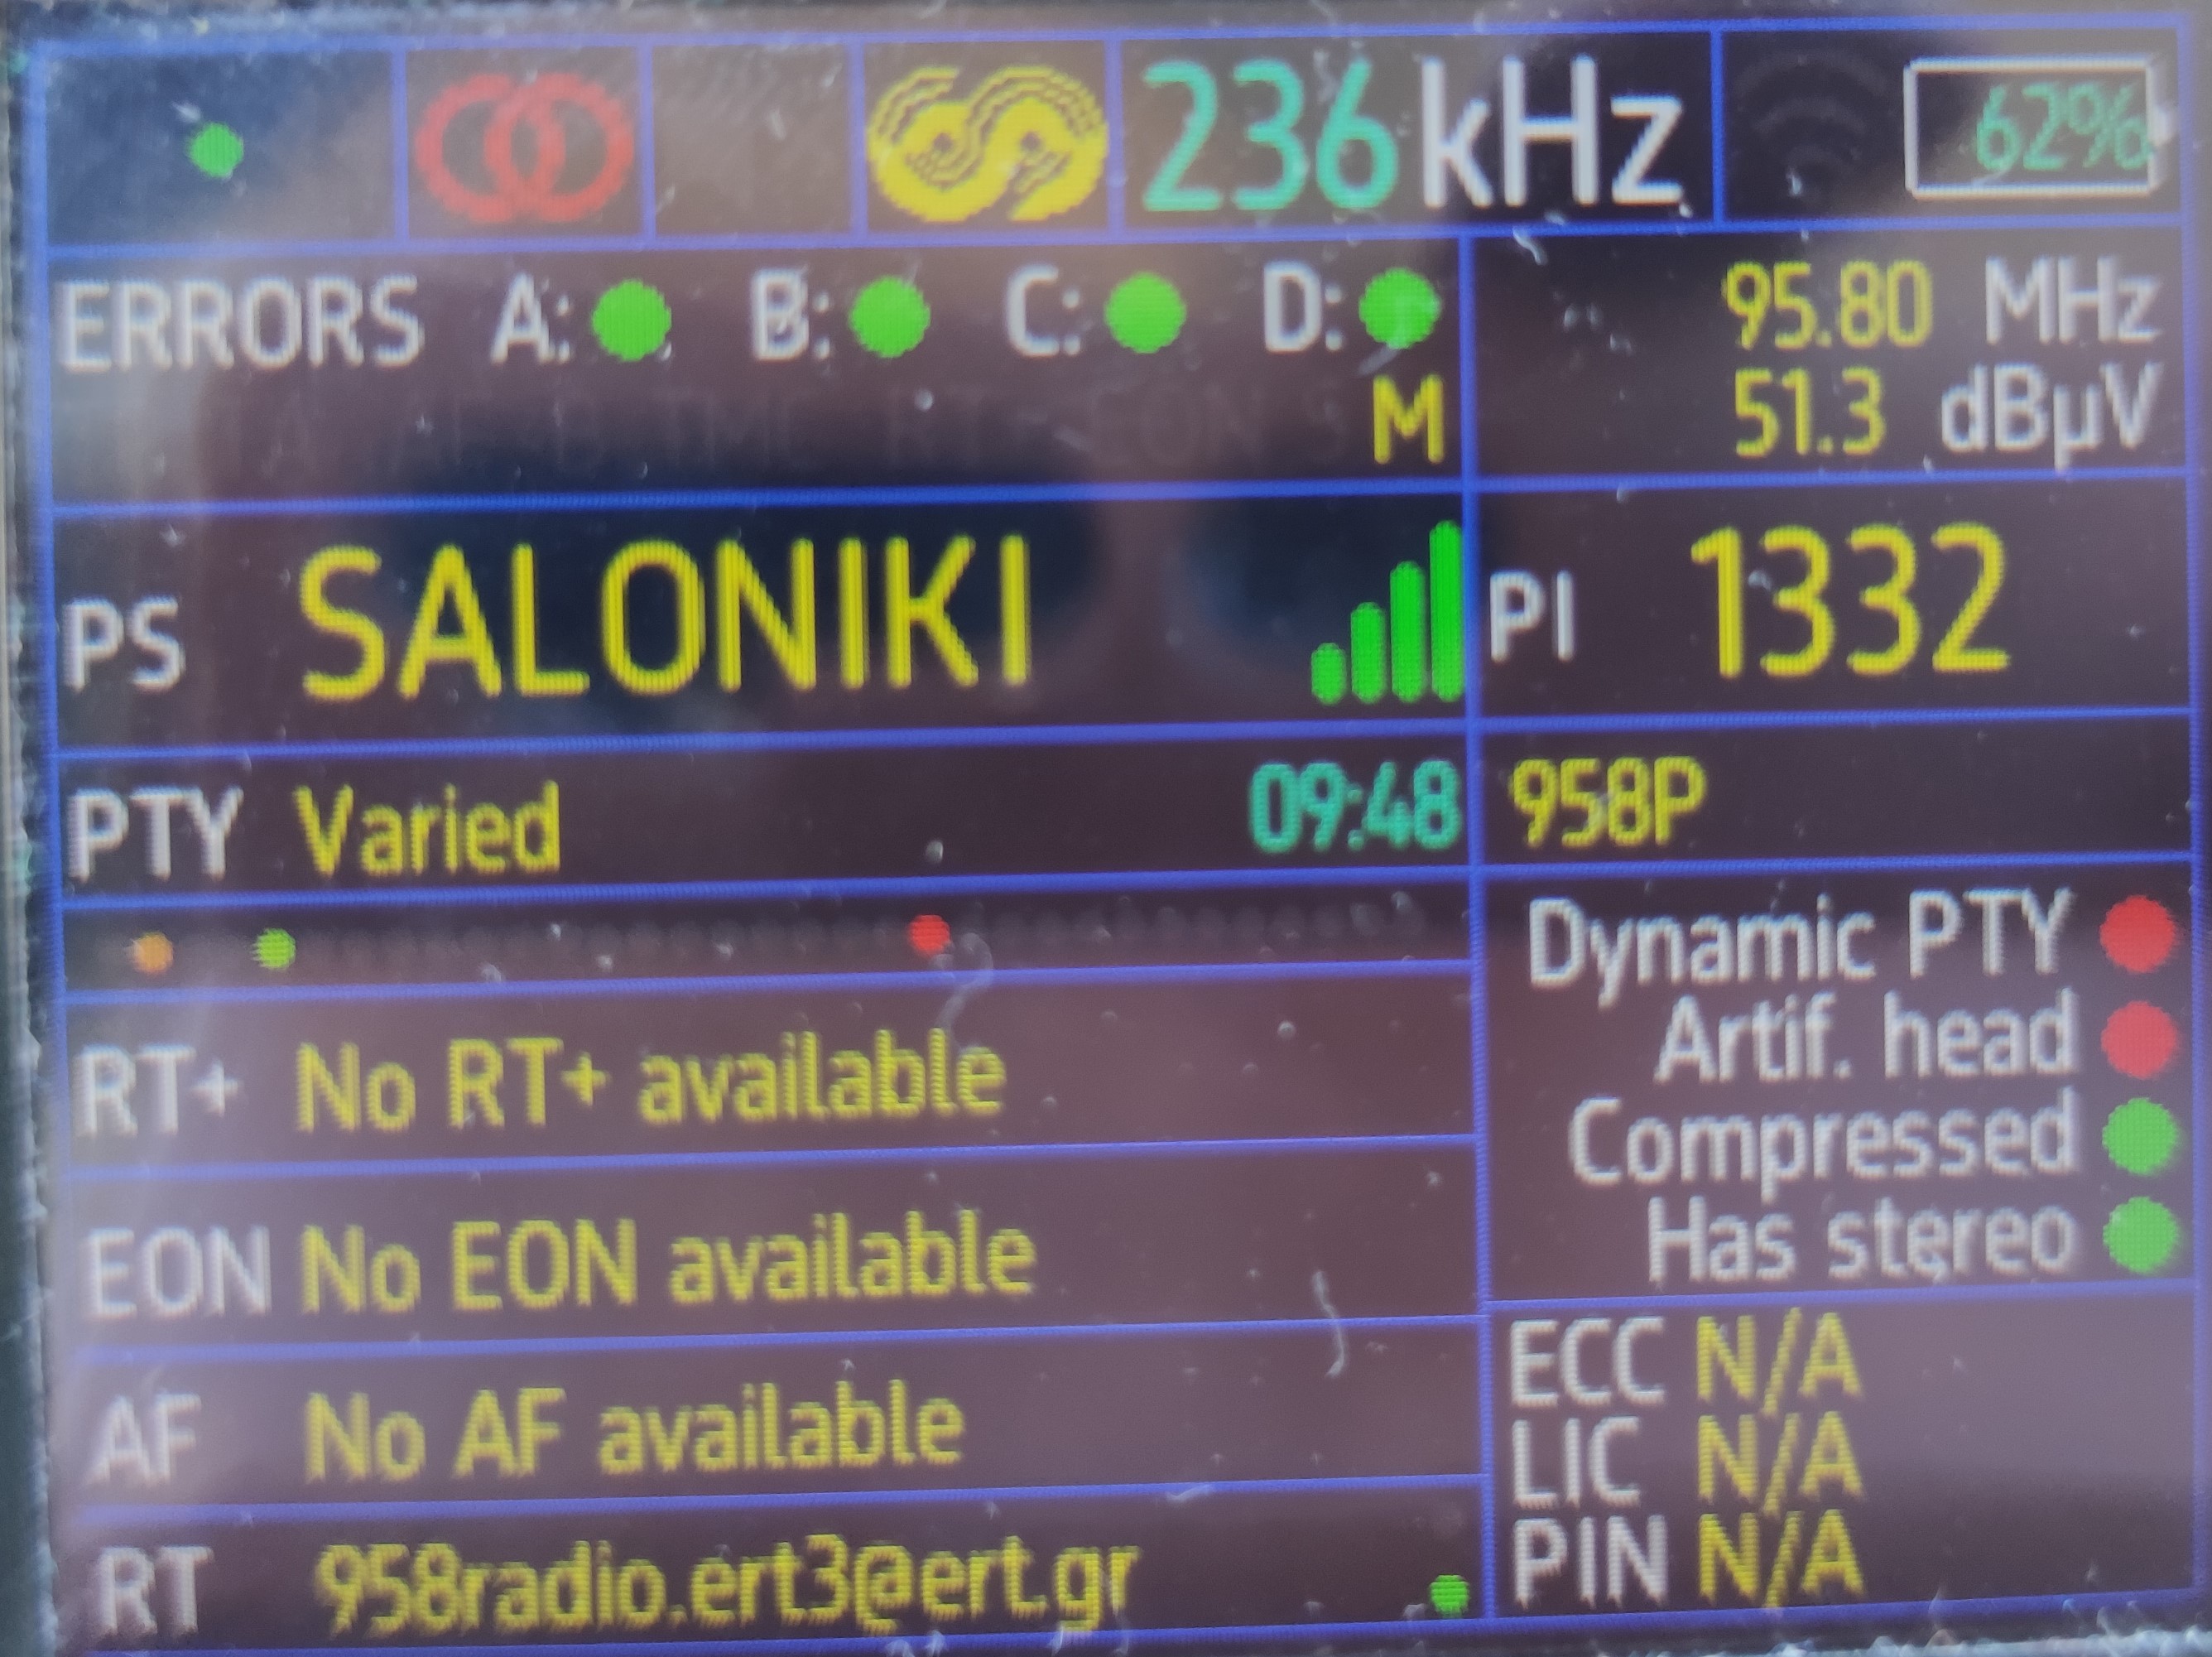 236 kHz 62%
ERRORS A: B: C: D: 95.80 MHz
M 51.3 dBµV
PS SALONIKI PI 1332
PTY Varied 09:48 958P
Dynamic PTY
Artif. head
Compressed
Has stereo
RT+ No RT+ available
EON No EON available
AF No AF available
RT 958radio.ert3@ert.gr
ECC N/A
LIC N/A
PIN N/A